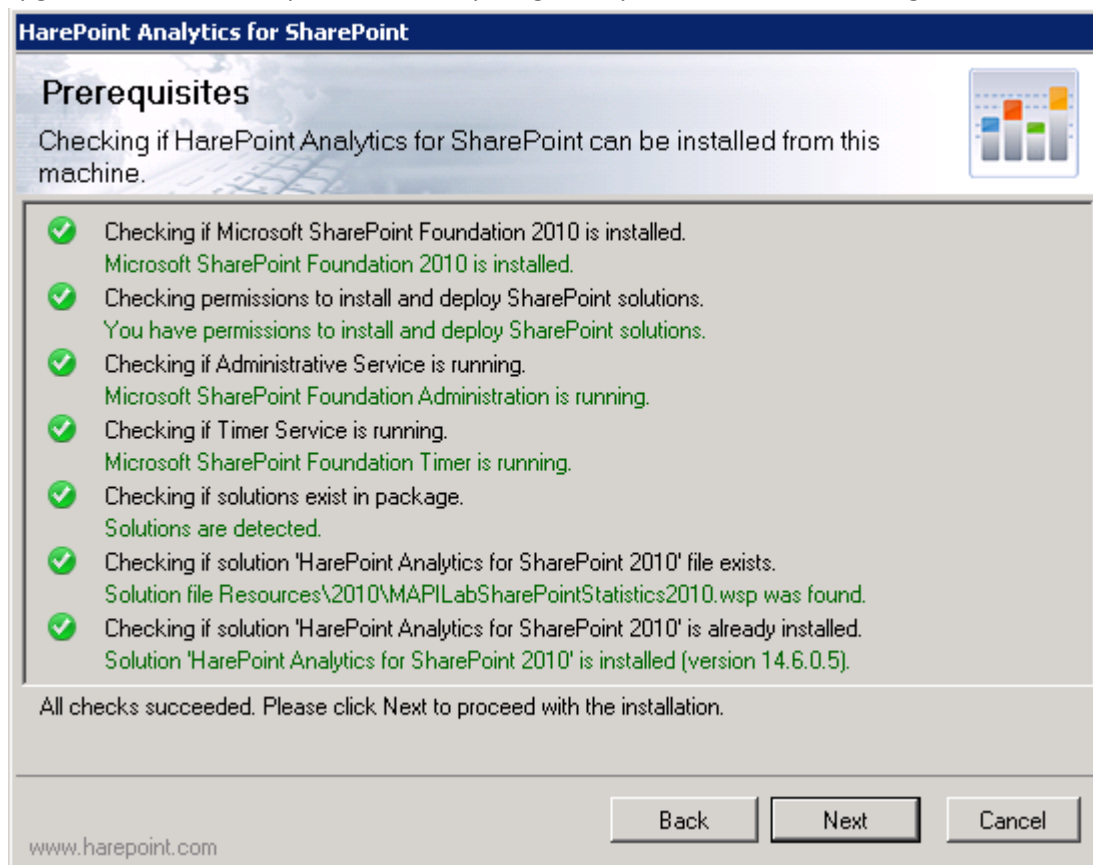 HarePoint Analytics for SharePoint
Prerequisites
Checking if HarePoint Analytics for SharePoint can be installed from this
machine.
Checking if Microsoft SharePoint Foundation 2010 is installed.
Microsoft SharePoint Foundation 2010 is installed.
Checking permissions to install and deploy SharePoint solutions.
You have permissions to install and deploy SharePoint solutions.
Checking if Administrative Service is running.
Microsoft SharePoint Foundation Administration is running.
Checking if Timer Service is running.
Microsoft SharePoint Foundation Timer is running.
Checking if solutions exist in package.
Solutions are detected.
Checking if solution 'HarePoint Analytics for SharePoint 2010' file exists.
Solution file Resources\2010\MAPILabSharePointStatistics2010.wsp was found.
Checking if solution 'HarePoint Analytics for SharePoint 2010' is already installed.
Solution 'HarePoint Analytics for SharePoint 2010' is installed (version 14.6.0.5).
All checks succeeded. Please click Next to proceed with the installation.
Back Next Cancel
www.harepoint.com